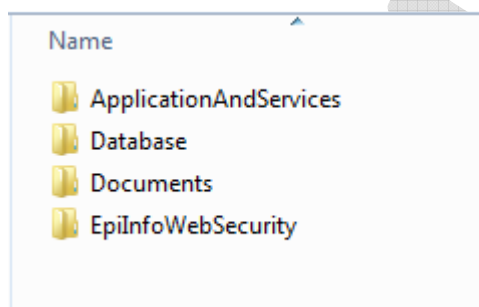 Name
ApplicationAndServices
Database
Documents
EpiInfoWebSecurity